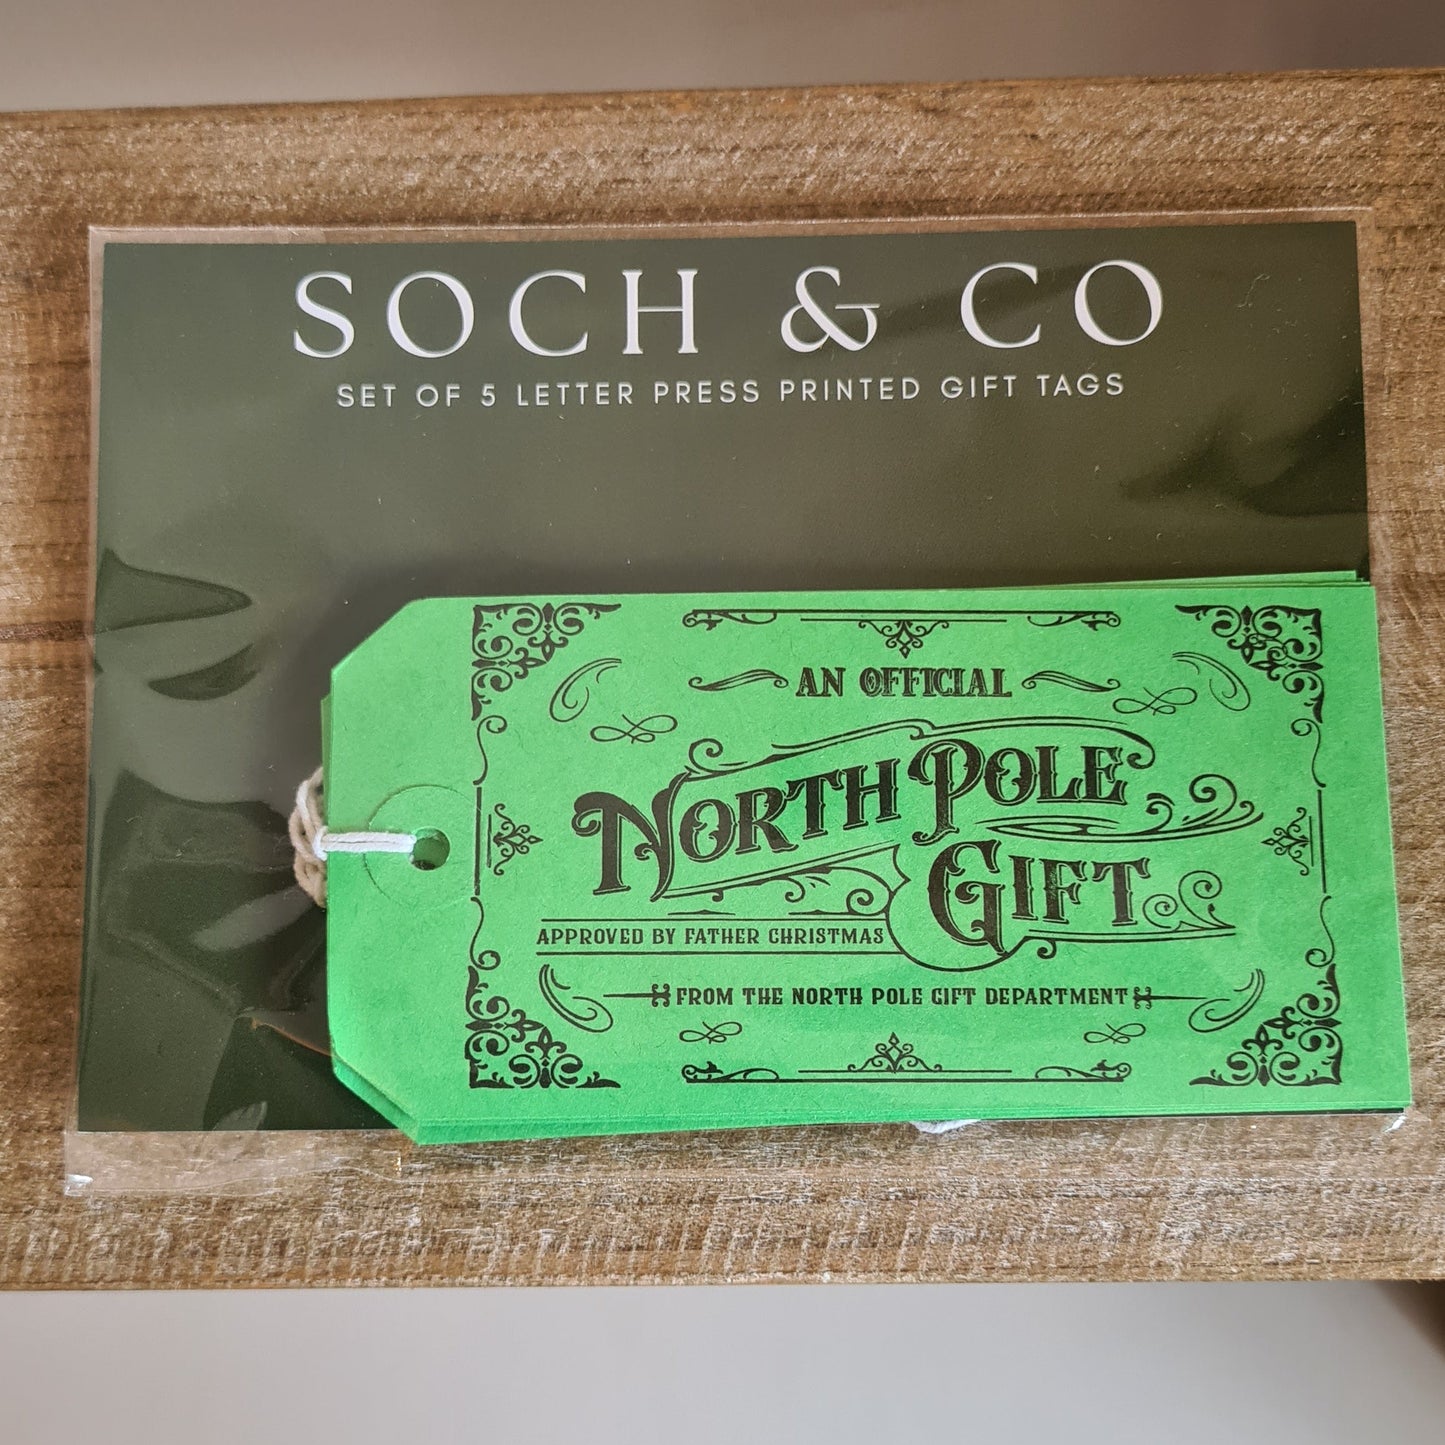 SOCH & CO
SET OF 5 LETTER PRESS PRINTED GIFT TAGS
AN OFFICIAL
NORTH POLE
GIFT
APPROVED BY FATHER CHRISTMAS
FROM THE NORTH POLE GIFT DEPARTMENT